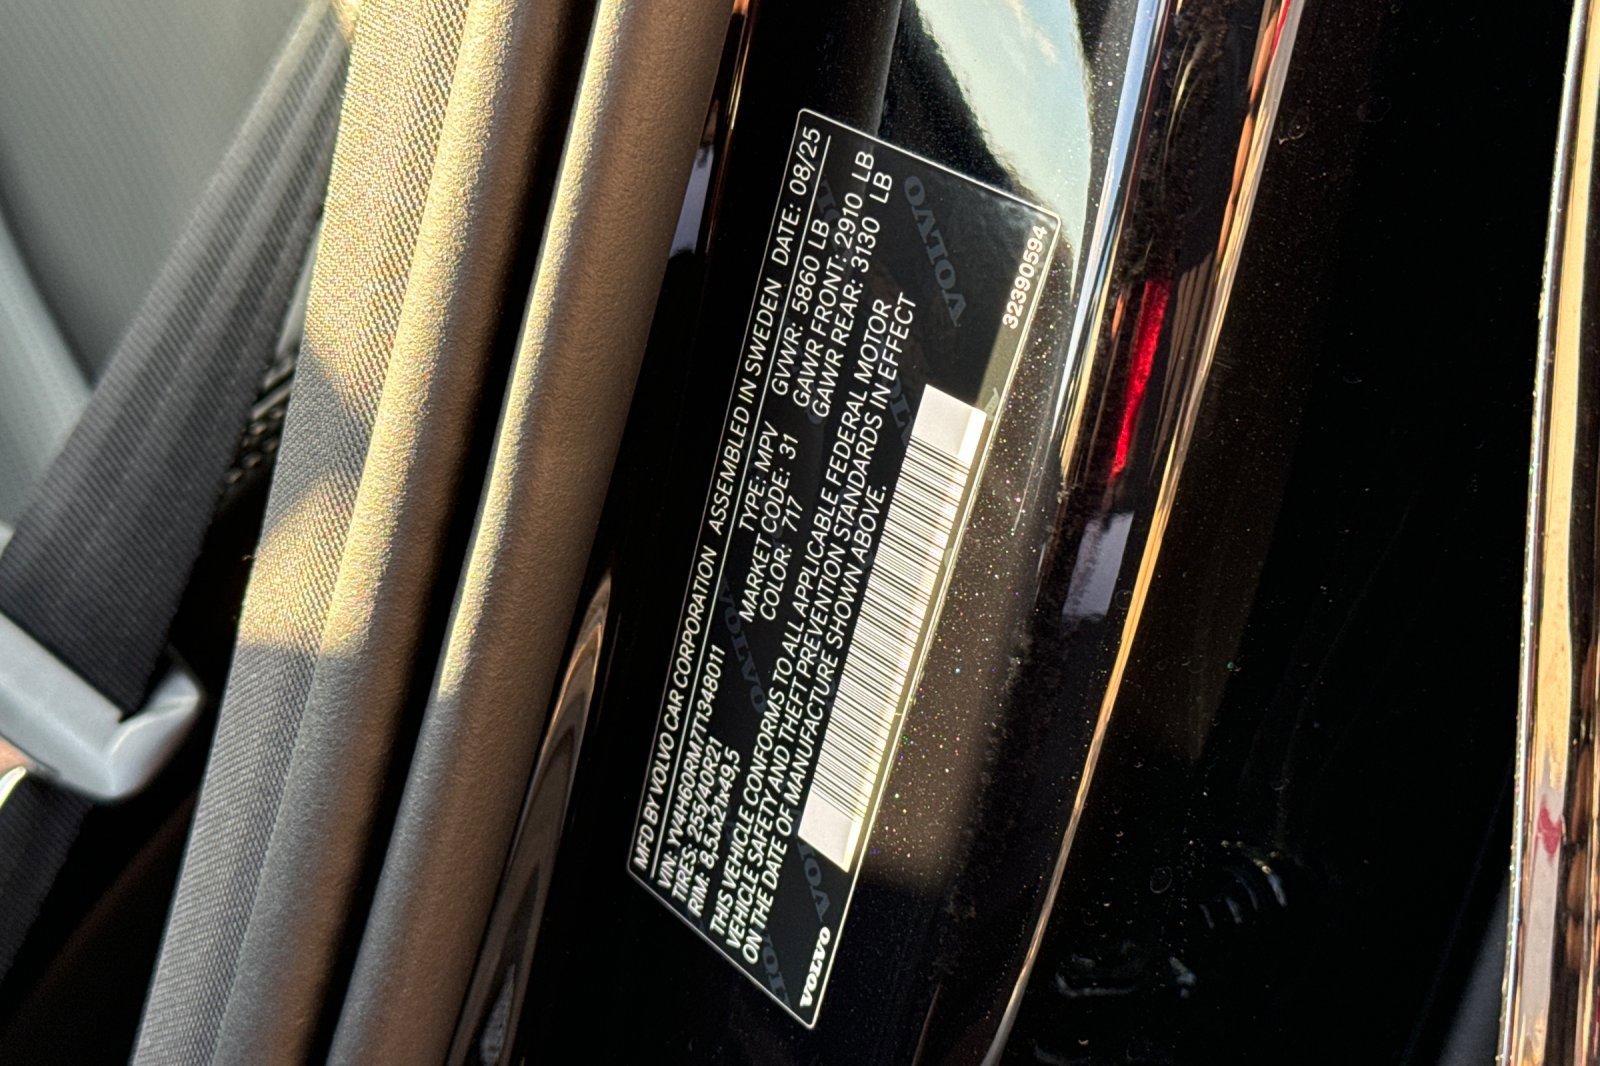 MFD BY VOLVO CAR CORPORATION ASSEMBLED IN SWEDEN DATE: 08/25
VIN: YV4H60RM7T1348011 TYPE: MPV GVWR: 5860 LB
TIRES: 255/40R21 MARKET CODE: 31 GAWR FRONT: 2910 LB
RIM: 8.5Jx21x49,5 COLOR: 717 GAWR REAR: 3130 LB
THIS VEHICLE CONFORMS TO ALL APPLICABLE FEDERAL MOTOR
VEHICLE SAFETY AND THEFT PREVENTION STANDARDS IN EFFECT
ON THE DATE OF MANUFACTURE SHOWN ABOVE.
VOLVO
32390594